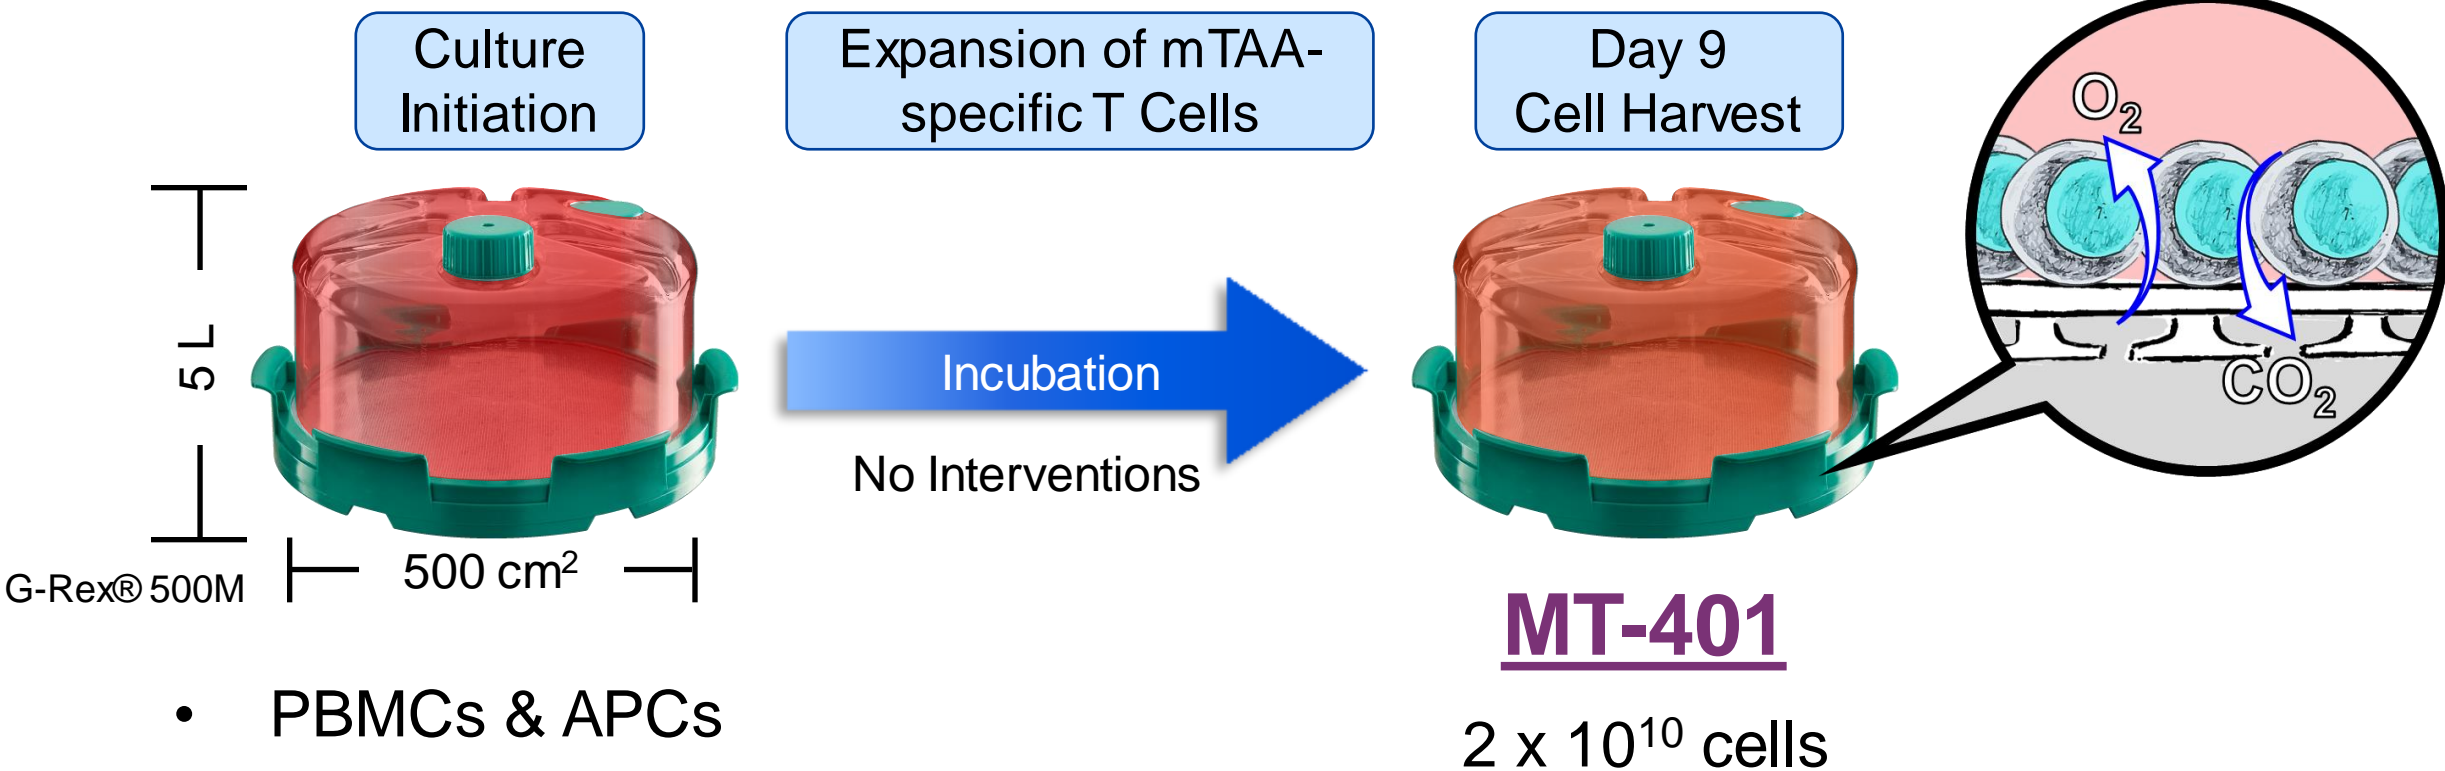 Culture
Initiation
Expansion of mTAA-
specific T Cells
Day 9
Cell Harvest
O₂
CO₂
5 L
Incubation
No Interventions
500 cm²
G-Rex® 500M
MT-401
• PBMCs & APCs
2 x 10¹⁰ cells